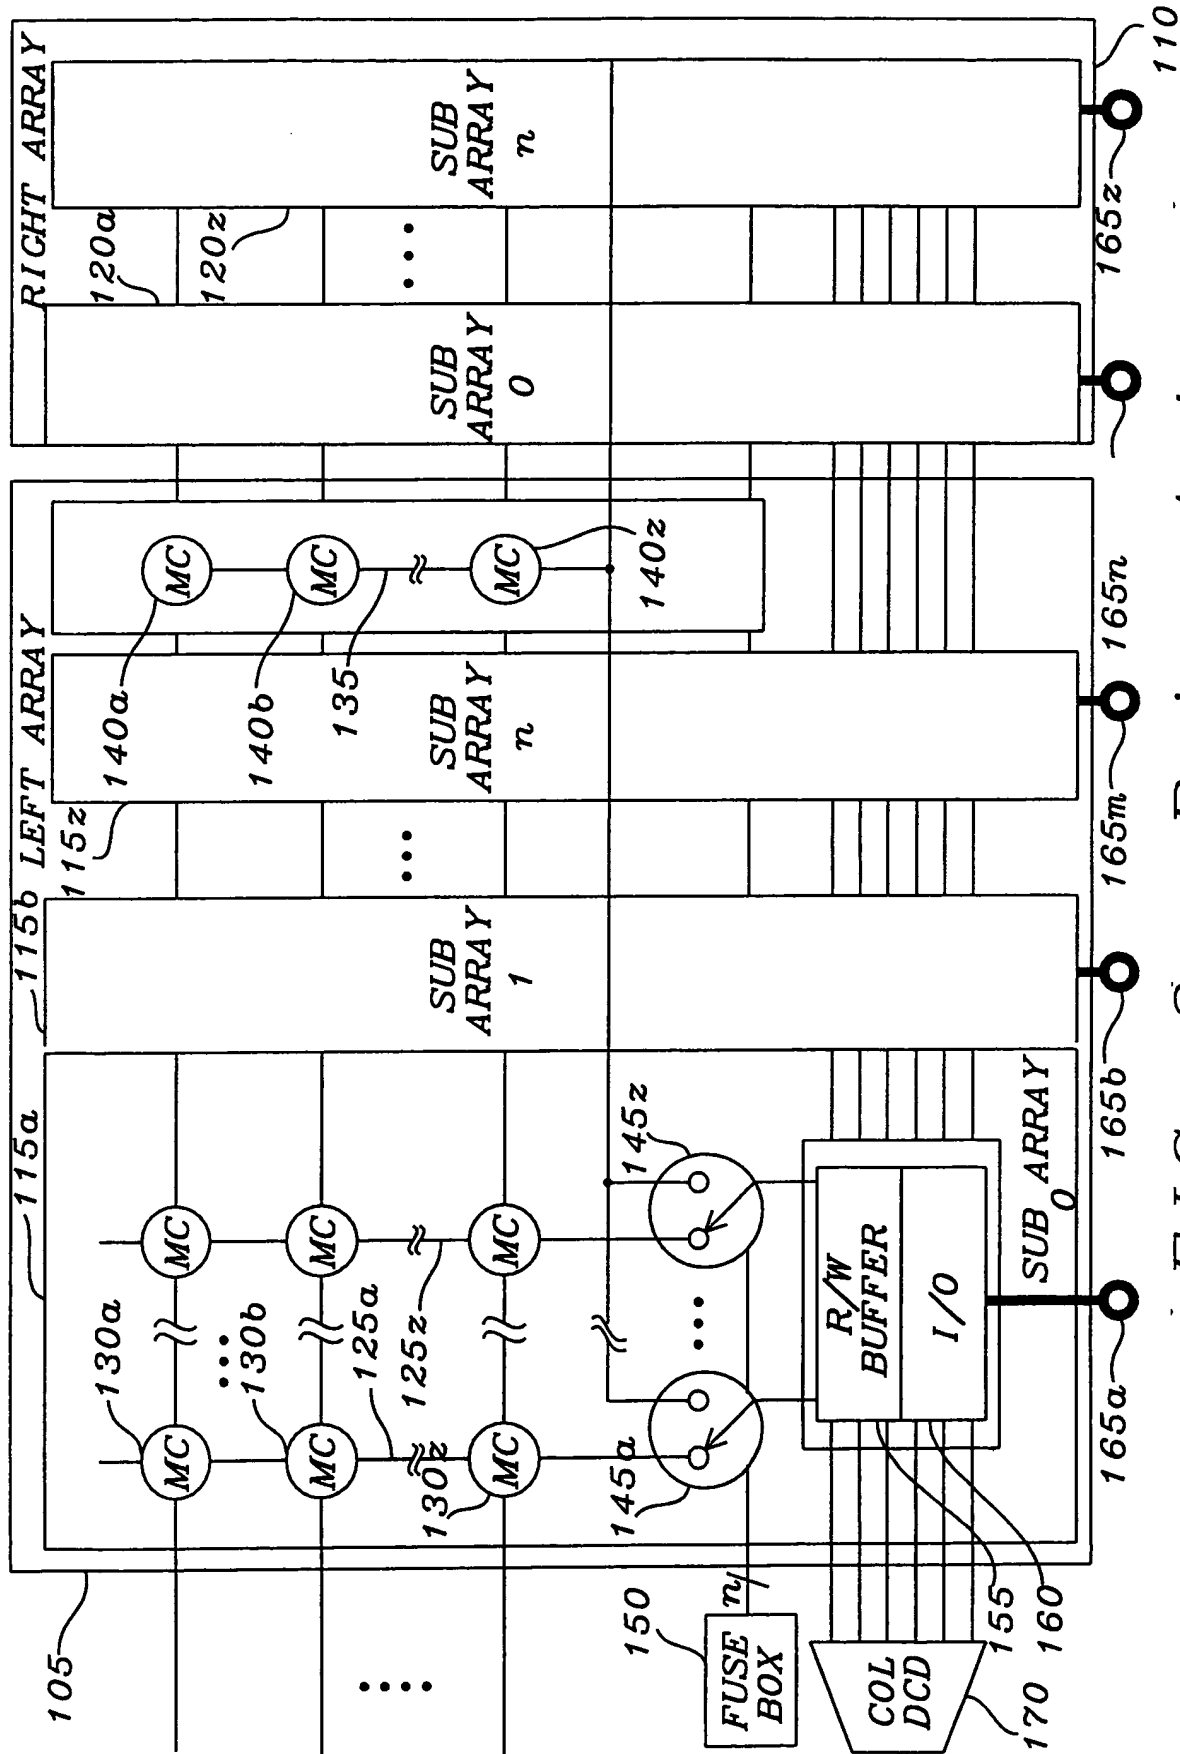 105
115a
115b
LEFT ARRAY
RIGHT ARRAY
130a
MC
MC
115z
140a
MC
120a
120z
130b
MC
MC
140b
MC
125a
125z
135
130z
MC
MC
MC
140z
SUB
ARRAY
1
SUB
ARRAY
n
SUB
ARRAY
0
SUB
ARRAY
n
145a
145z
150
n
FUSE
BOX
R/W
BUFFER
I/O
COL
DCD
155
160
170
SUB ARRAY
0
165a
165b
165m
165n
165z
110